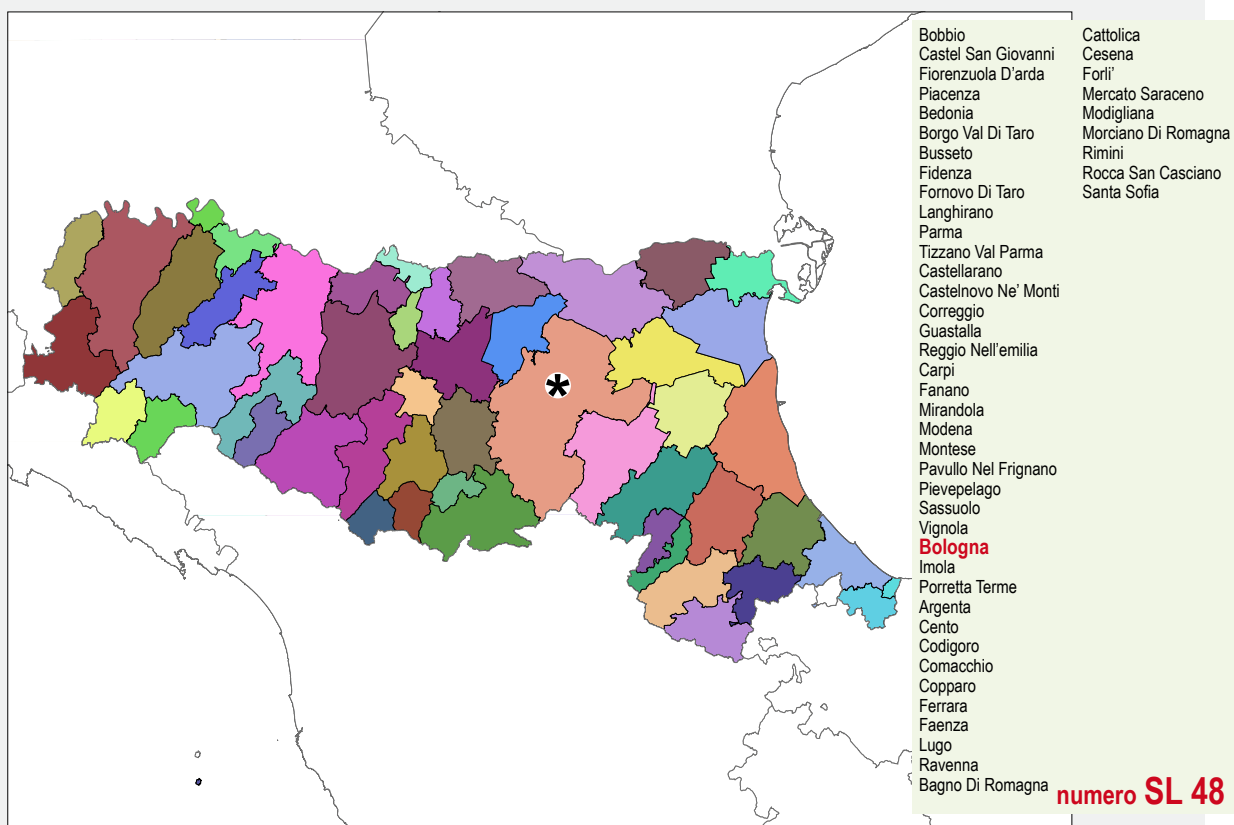 *
Bobbio
Castel San Giovanni
Fiorenzuola D'arda
Piacenza
Bedonia
Borgo Val Di Taro
Busseto
Fidenza
Fornovo Di Taro
Langhirano
Parma
Tizzano Val Parma
Castellarano
Castelnovo Ne' Monti
Correggio
Guastalla
Reggio Nell'emilia
Carpi
Fanano
Mirandola
Modena
Montese
Pavullo Nel Frignano
Pievepelago
Sassuolo
Vignola
Bologna
Imola
Porretta Terme
Argenta
Cento
Codigoro
Comacchio
Copparo
Ferrara
Faenza
Lugo
Ravenna
Bagno Di Romagna
Cattolica
Cesena
Forli'
Mercato Saraceno
Modigliana
Morciano Di Romagna
Rimini
Rocca San Casciano
Santa Sofia
numero SL 48